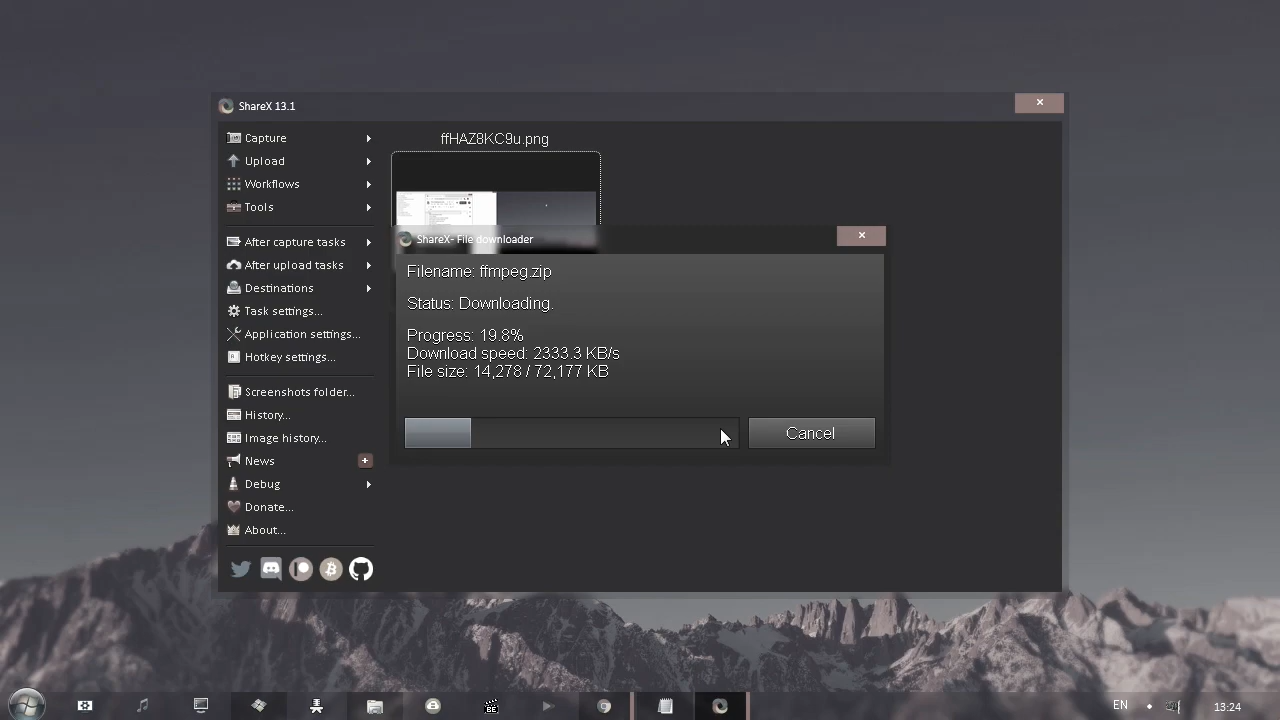 ShareX 13.1
Capture
Upload
Workflows
Tools
After capture tasks
After upload tasks
Destinations
Task settings...
Application settings...
Hotkey settings...
Screenshots folder...
History...
Image history...
News
Debug
Donate...
About...
ffHAZ8KC9u.png
ShareX - File downloader
Filename: ffmpeg.zip
Status: Downloading.
Progress: 19.8%
Download speed: 2333.3 KB/s
File size: 14,278 / 72,177 KB
Cancel
EN
13:24